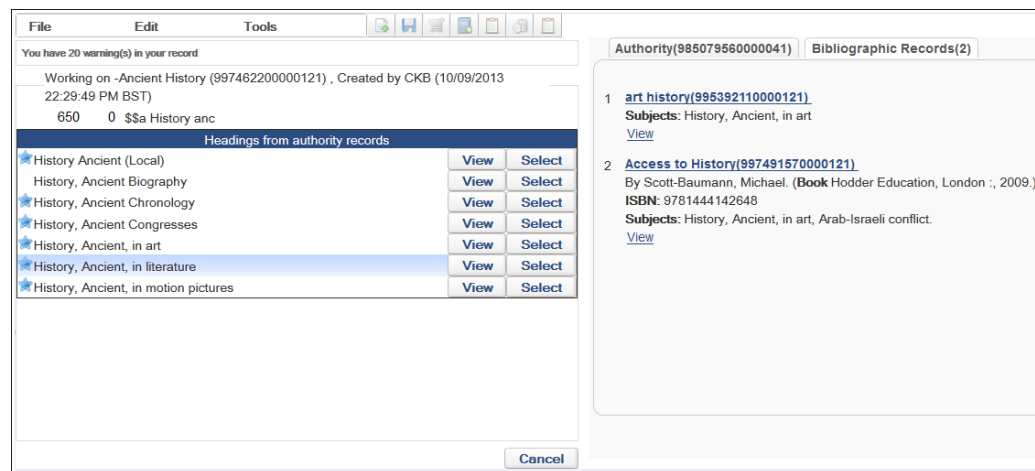 File Edit Tools
You have 20 warning(s) in your record
Working on -Ancient History (997462200000121) , Created by CKB (10/09/2013
22:29:49 PM BST)
650 0 $$a History anc
Headings from authority records
History Ancient (Local) View Select
History, Ancient Biography View Select
History, Ancient Chronology View Select
History, Ancient Congresses View Select
History, Ancient, in art View Select
History, Ancient, in literature View Select
History, Ancient, in motion pictures View Select
Cancel
Authority(985079560000041) Bibliographic Records(2)
1 art history(995392110000121)
Subjects: History, Ancient, in art
View
2 Access to History(997491570000121)
By Scott-Baumann, Michael. (Book Hodder Education, London :, 2009.)
ISBN: 9781444142648
Subjects: History, Ancient, in art, Arab-Israeli conflict.
View